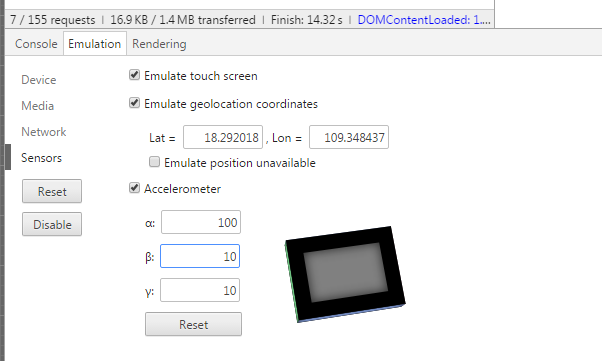 7 / 155 requests | 16.9 KB / 1.4 MB transferred | Finish: 14.32 s | DOMContentLoaded: 1....
Console Emulation Rendering
Device
Media
Network
Sensors
Reset
Disable
Emulate touch screen
Emulate geolocation coordinates
Lat = 18.292018 , Lon = 109.348437
Emulate position unavailable
Accelerometer
α: 100
β: 10
γ: 10
Reset